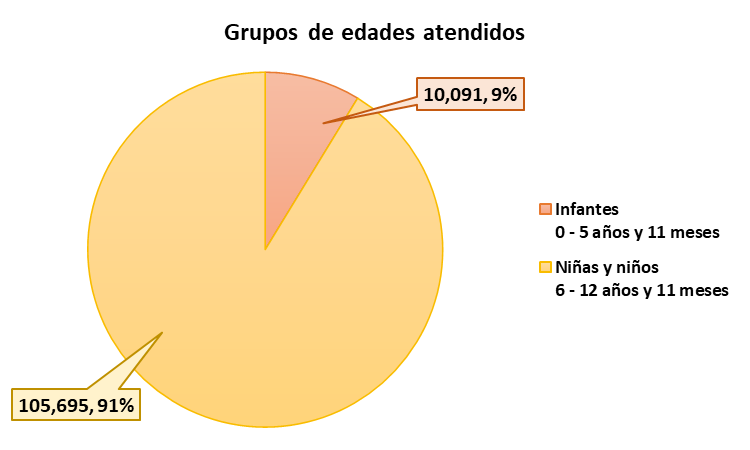 Grupos de edades atendidos
10,091, 9%
Infantes
0 - 5 años y 11 meses
Niñas y niños
6 - 12 años y 11 meses
105,695, 91%